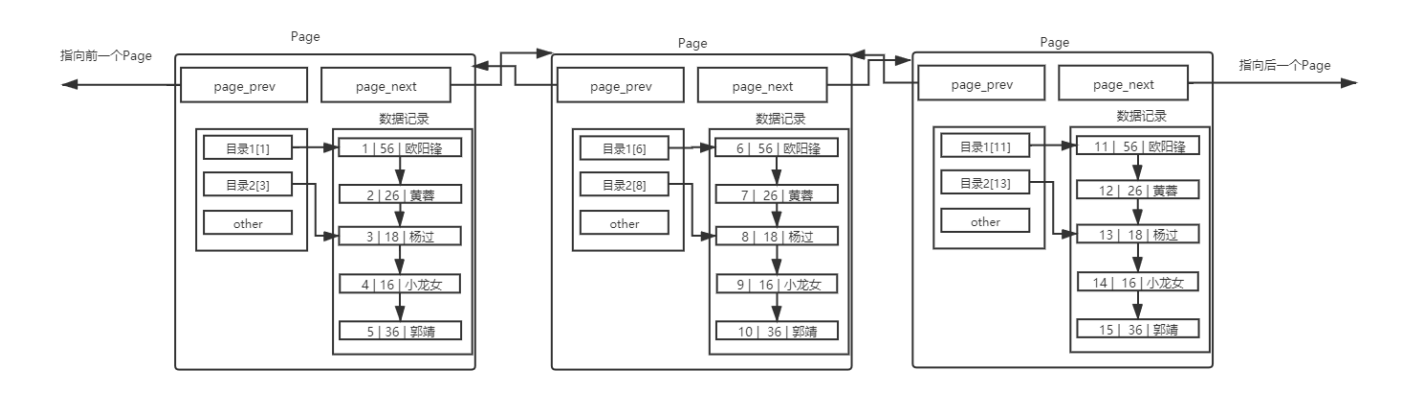 Page
Page
Page
指向前一个Page
指向后一个Page
page_prev
page_next
page_prev
page_next
page_prev
page_next
数据记录
目录1[1]
目录2[3]
other
1 | 56 | 欧阳锋
2 | 26 | 黄蓉
3 | 18 | 杨过
4 | 16 | 小龙女
5 | 36 | 郭靖
数据记录
目录1[6]
目录2[8]
other
6 | 56 | 欧阳锋
7 | 26 | 黄蓉
8 | 18 | 杨过
9 | 16 | 小龙女
10 | 36 | 郭靖
数据记录
目录1[11]
目录2[13]
other
11 | 56 | 欧阳锋
12 | 26 | 黄蓉
13 | 18 | 杨过
14 | 16 | 小龙女
15 | 36 | 郭靖